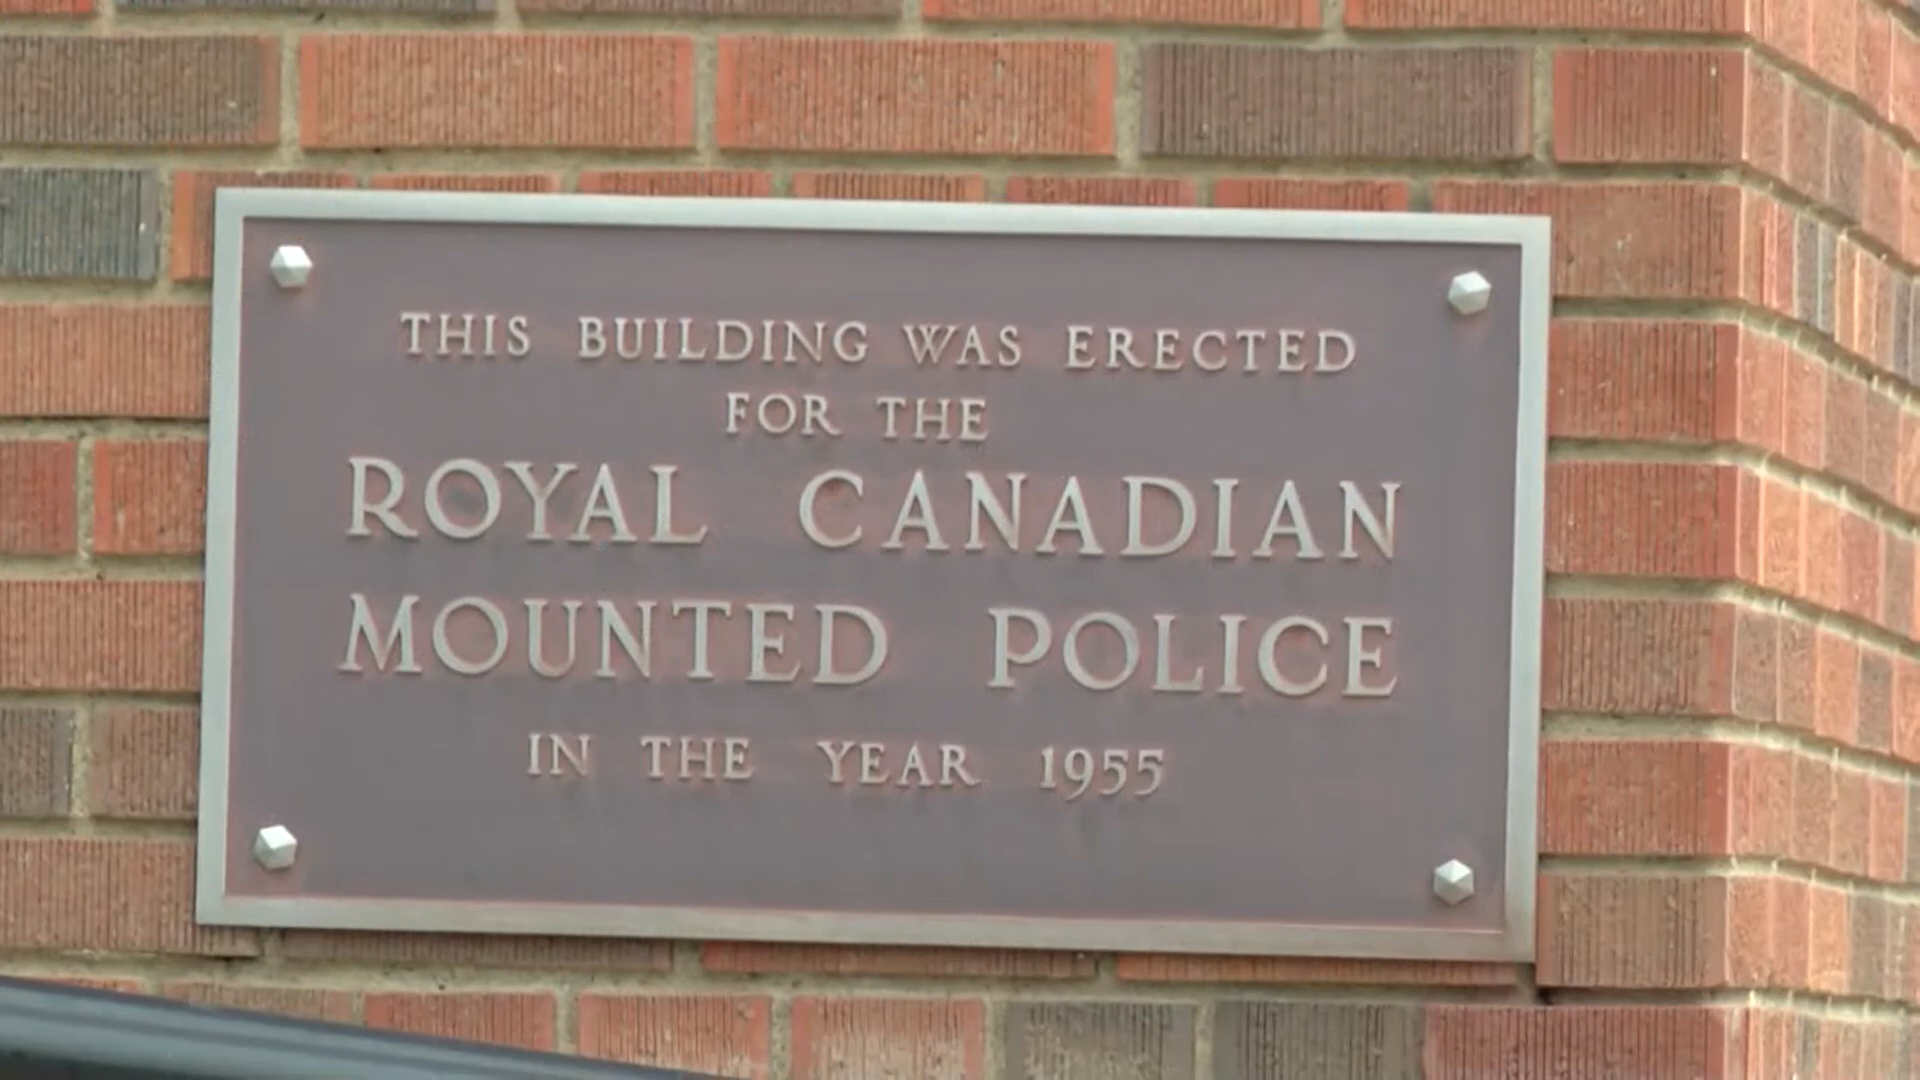 THIS BUILDING WAS ERECTED
FOR THE
ROYAL CANADIAN
MOUNTED POLICE
IN THE YEAR 1955